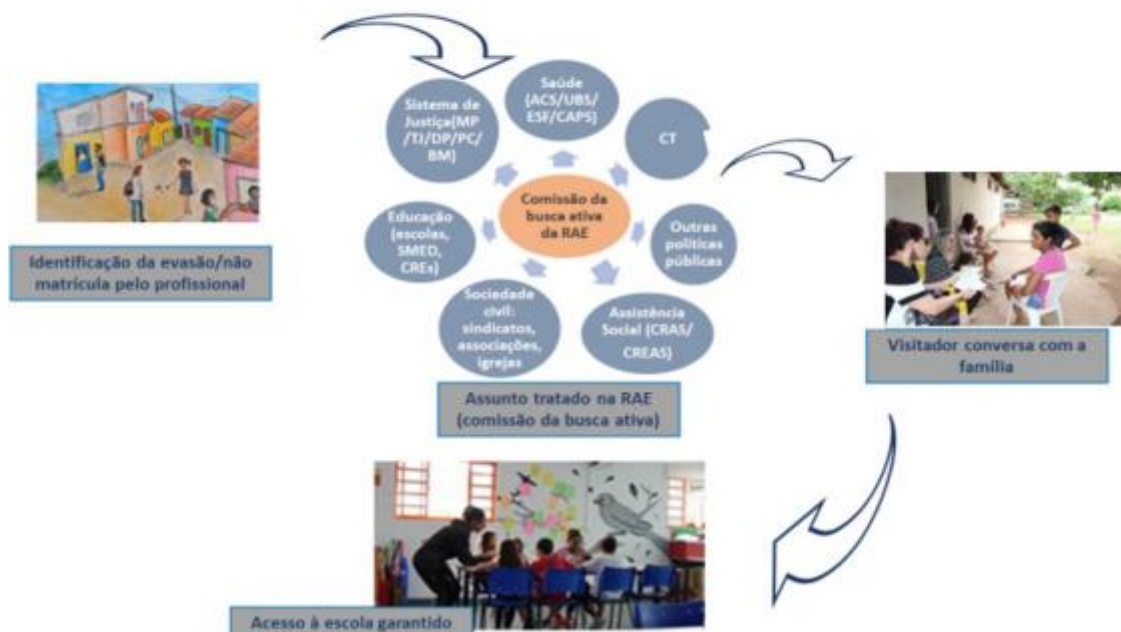 Identificação da evasão/não
matrícula pelo profissional
Sistema de
Justiça(MP
/TJ/DP/PC/
BM)
Saúde
(ACS/UBS/
ESF/CAPS)
CT
Comissão da
busca ativa
da RAE
Educação
(escolas,
SMED,
CREs)
Outras
políticas
públicas
Sociedade
civil:
sindicatos,
associações,
igrejas
Assistência
Social (CRAS/
CREAS)
Assunto tratado na RAE
(comissão da busca ativa)
Visitador conversa com a
família
Acesso à escola garantido